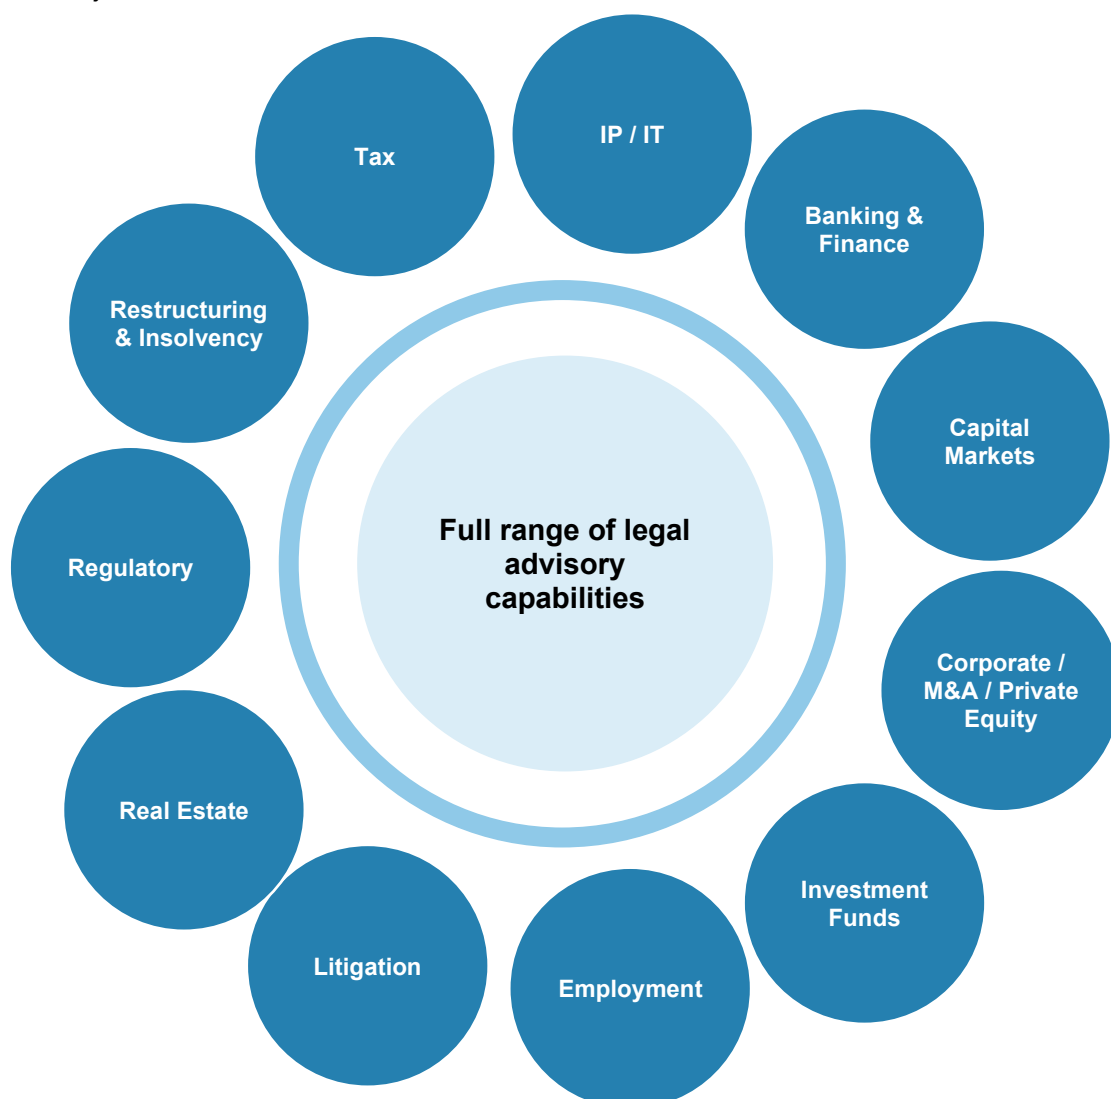 Tax
IP / IT
Banking &
Finance
Restructuring
& Insolvency
Capital
Markets
Full range of legal
advisory
capabilities
Regulatory
Corporate /
M&A / Private
Equity
Real Estate
Investment
Funds
Litigation
Employment